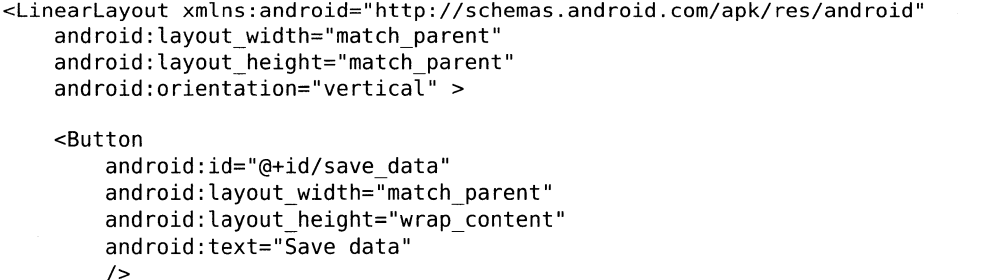 <LinearLayout xmlns:android="http://schemas.android.com/apk/res/android"
    android:layout_width="match_parent"
    android:layout_height="match_parent"
    android:orientation="vertical" >

    <Button
        android:id="@+id/save_data"
        android:layout_width="match_parent"
        android:layout_height="wrap_content"
        android:text="Save data"
        />